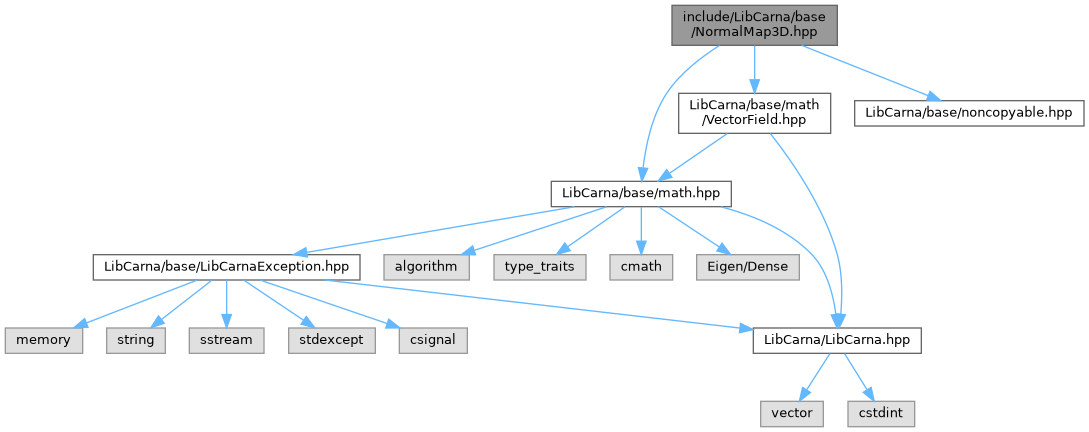 include/LibCarna/base
/NormalMap3D.hpp
LibCarna/base/math
/VectorField.hpp
LibCarna/base/noncopyable.hpp
LibCarna/base/math.hpp
LibCarna/base/LibCarnaException.hpp
algorithm
type_traits
cmath
Eigen/Dense
memory
string
sstream
stdexcept
csignal
LibCarna/LibCarna.hpp
vector
cstdint